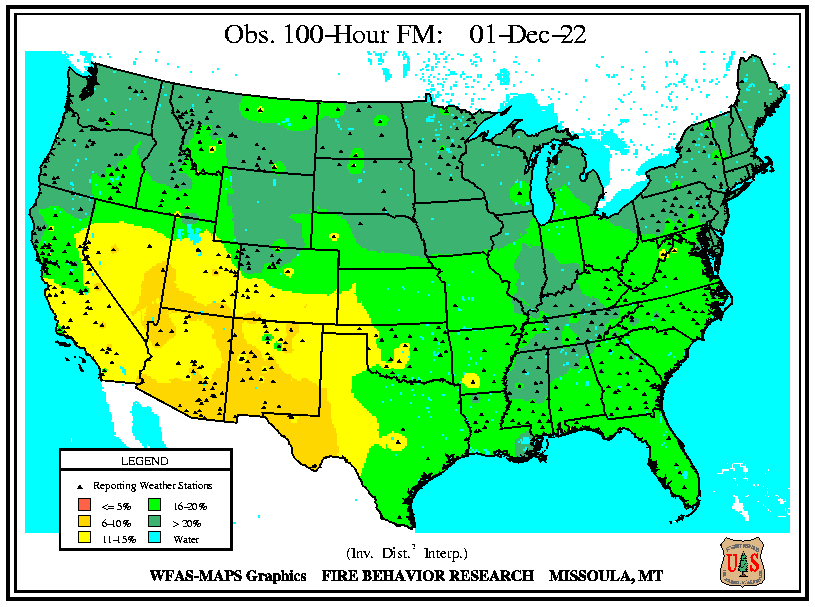 Obs. 100-Hour FM: 01-Dec-22
LEGEND
Reporting Weather Stations
<= 5% 16-20%
6-10% > 20%
11-15% Water
(Inv. Dist.² Interp.)
WFAS-MAPS Graphics FIRE BEHAVIOR RESEARCH MISSOULA, MT
U S